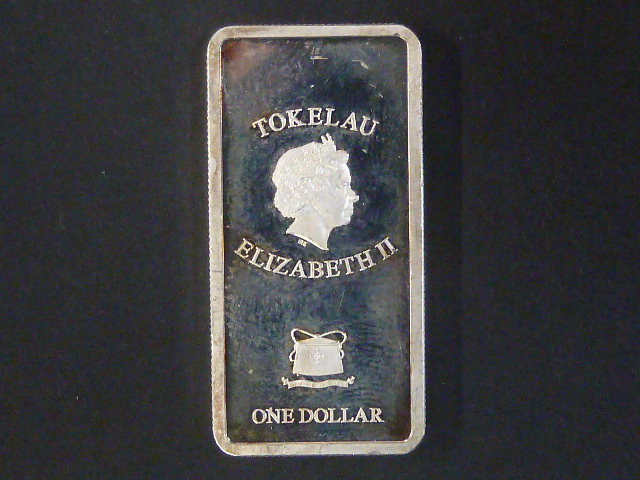 TOKELAU
ELIZABETH II
ONE DOLLAR